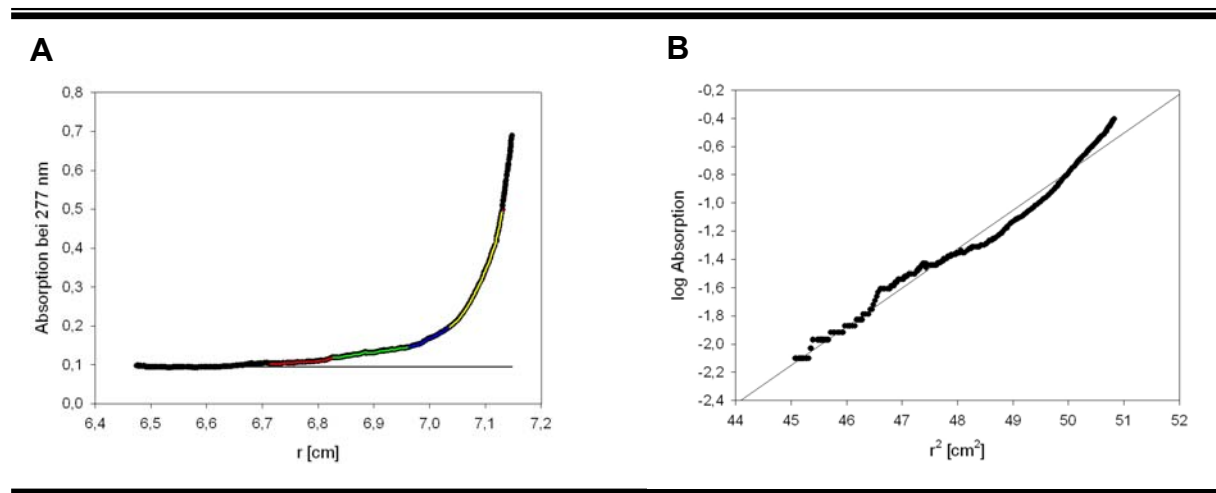 A
0,8
0,7
0,6
0,5
0,4
0,3
0,2
0,1
0,0
Absorption bei 277 nm
6,4 6,5 6,6 6,7 6,8 6,9 7,0 7,1 7,2
r [cm]
B
-0,2
-0,4
-0,6
-0,8
-1,0
-1,2
-1,4
-1,6
-1,8
-2,0
-2,2
-2,4
log Absorption
44 45 46 47 48 49 50 51 52
r² [cm²]